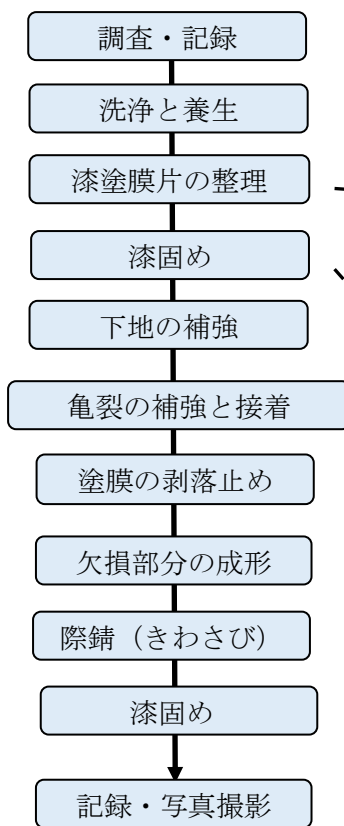 調査・記録
洗浄と養生
漆塗膜片の整理
漆固め
下地の補強
亀裂の補強と接着
塗膜の剥落止め
欠損部分の成形
際錆（きわさび）
漆固め
記録・写真撮影